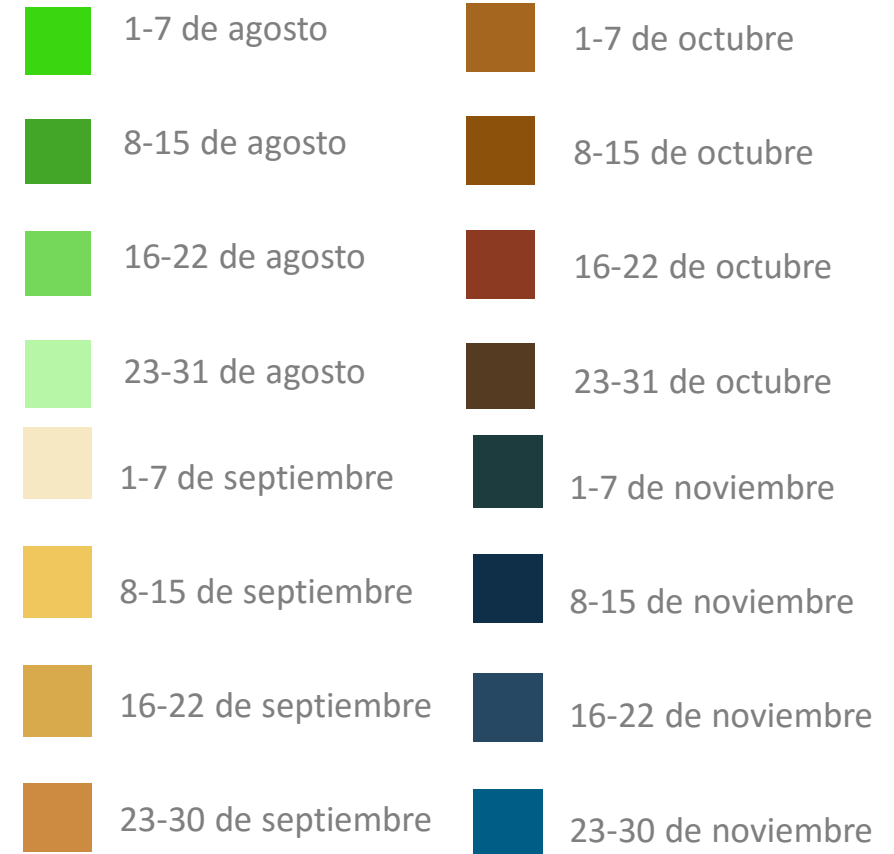 1-7 de agosto
8-15 de agosto
16-22 de agosto
23-31 de agosto
1-7 de septiembre
8-15 de septiembre
16-22 de septiembre
23-30 de septiembre
1-7 de octubre
8-15 de octubre
16-22 de octubre
23-31 de octubre
1-7 de noviembre
8-15 de noviembre
16-22 de noviembre
23-30 de noviembre